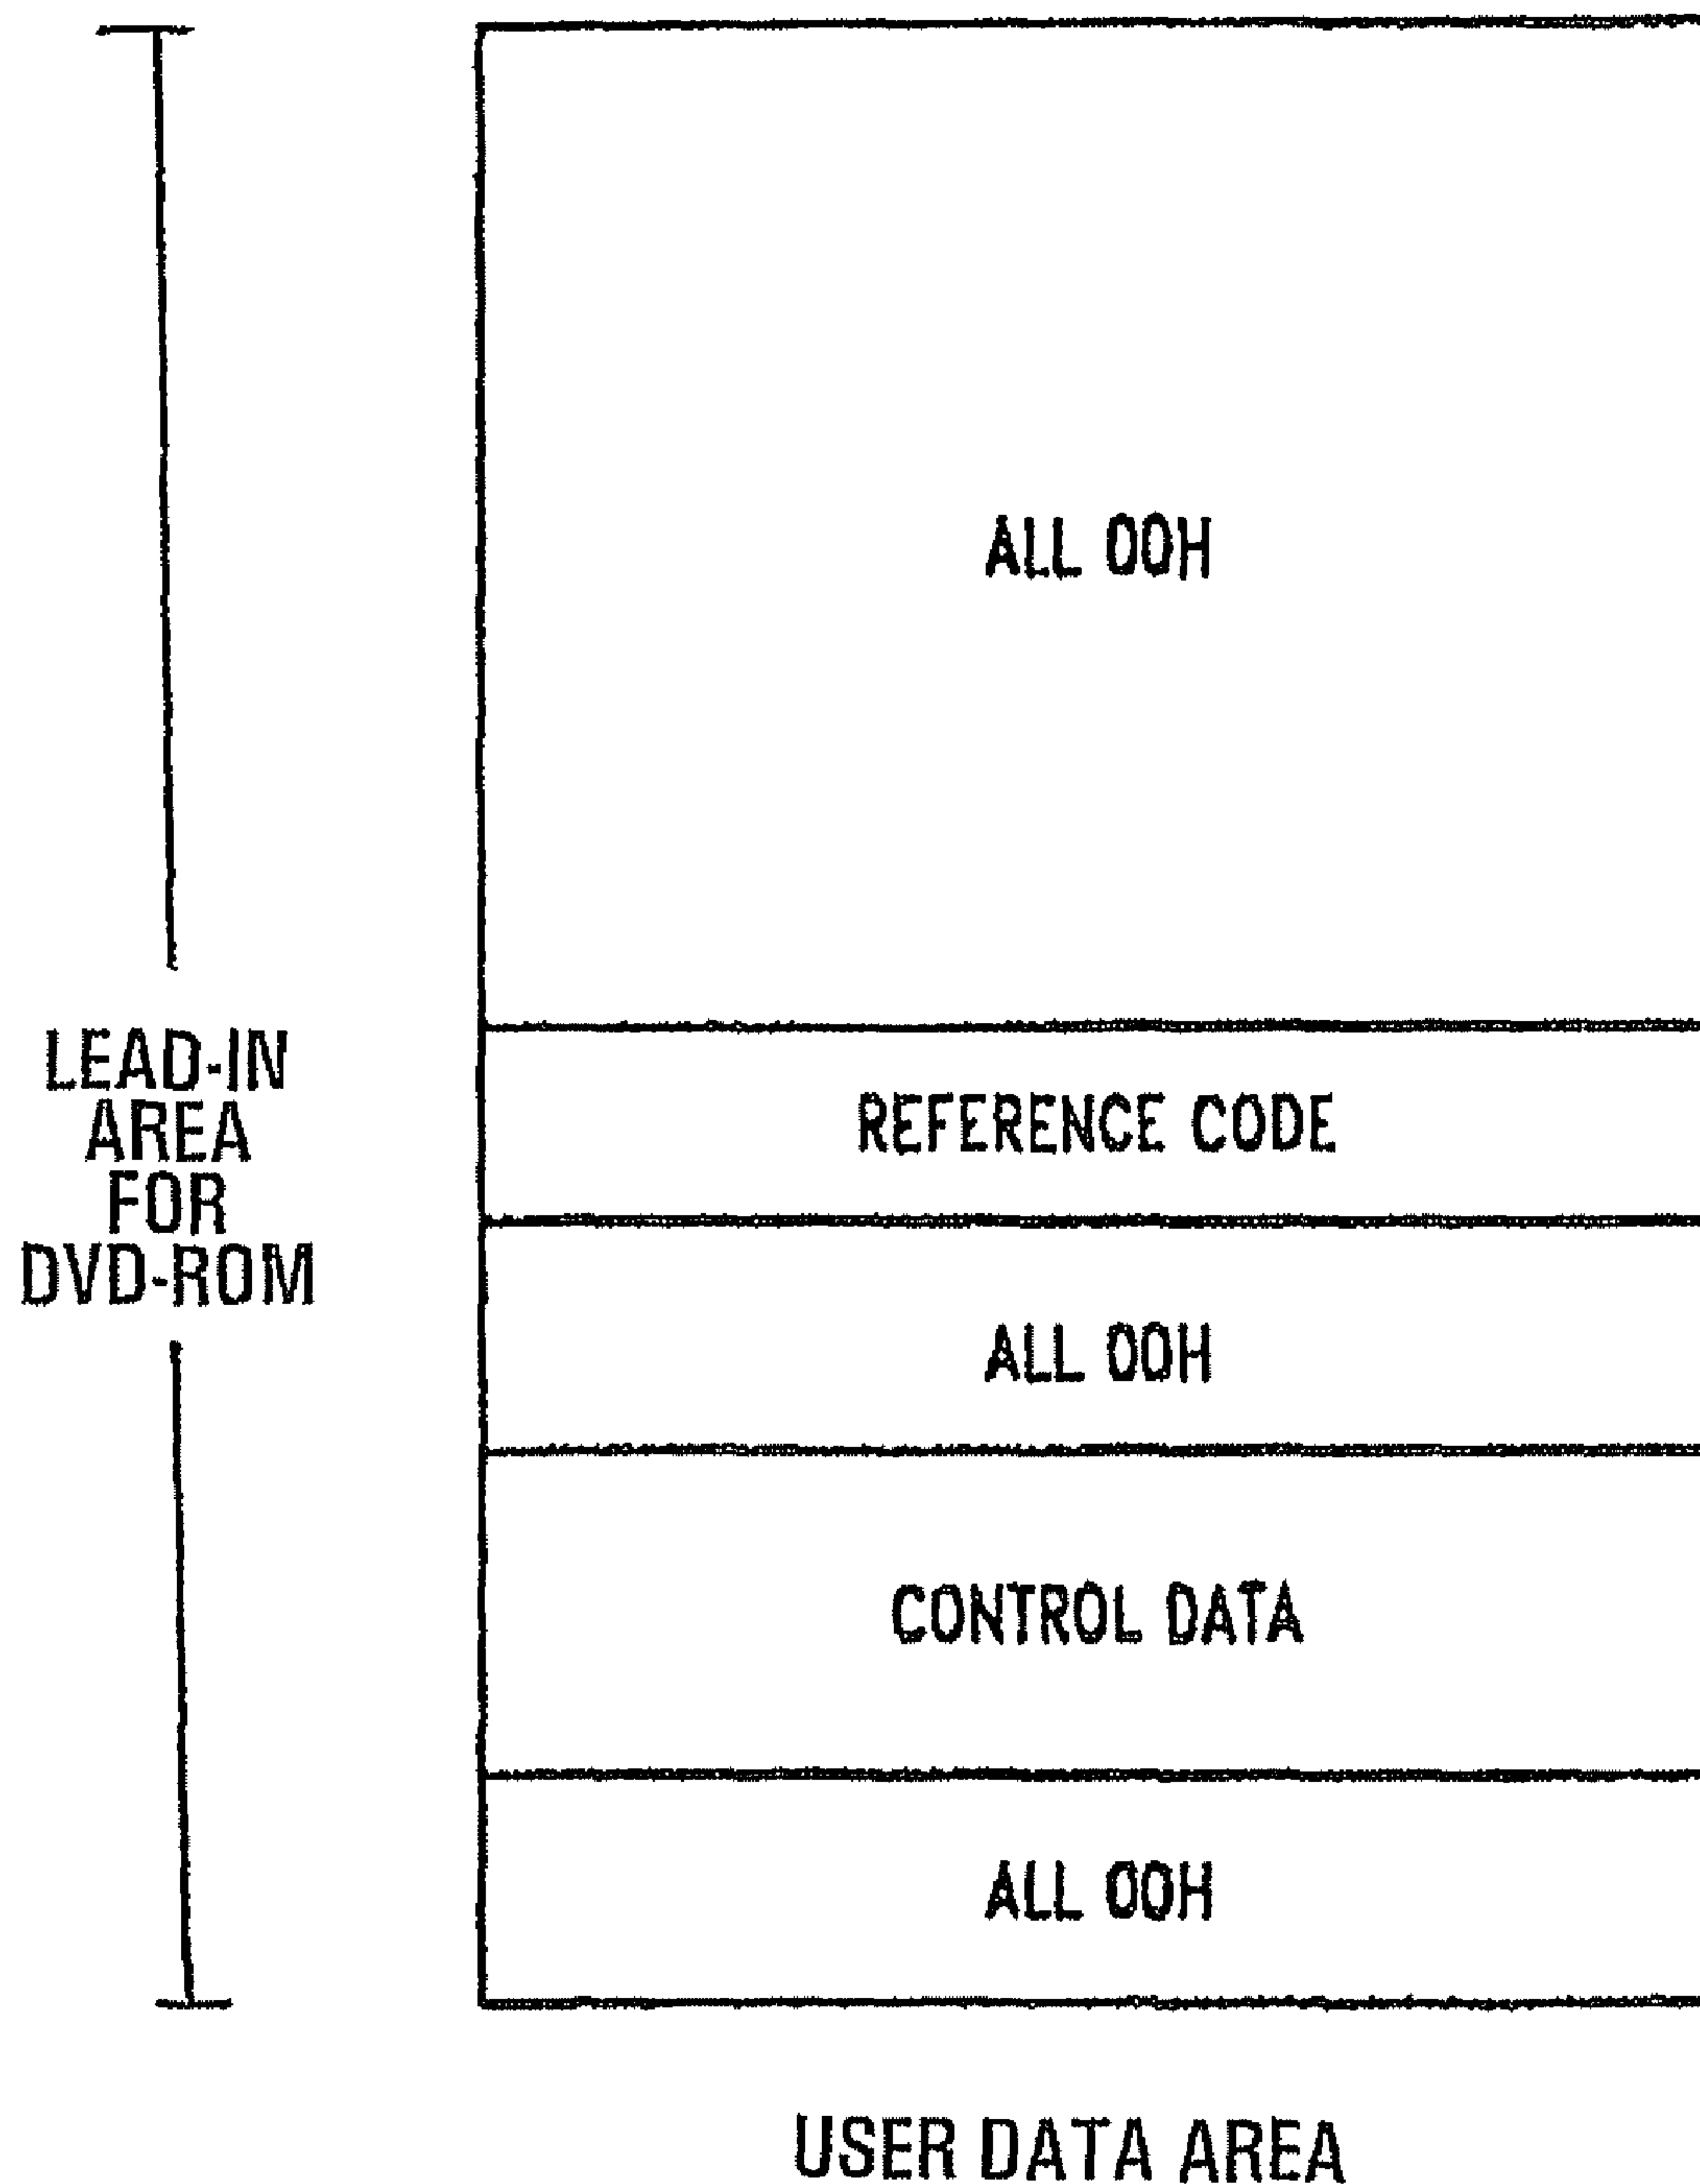 ALL 00H
LEAD-IN
AREA
FOR
DVD-ROM
REFERENCE CODE
ALL 00H
CONTROL DATA
ALL 00H
USER DATA AREA